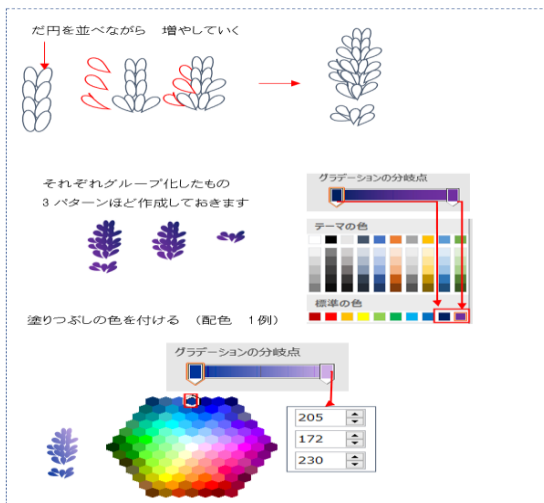 だ円を並べながら　増やしていく
それぞれグループ化したもの
3 パターンほど作成しておきます
グラデーションの分岐点
テーマの色
標準の色
塗りつぶしの色を付ける　（配色　1例）
グラデーションの分岐点
205
172
230